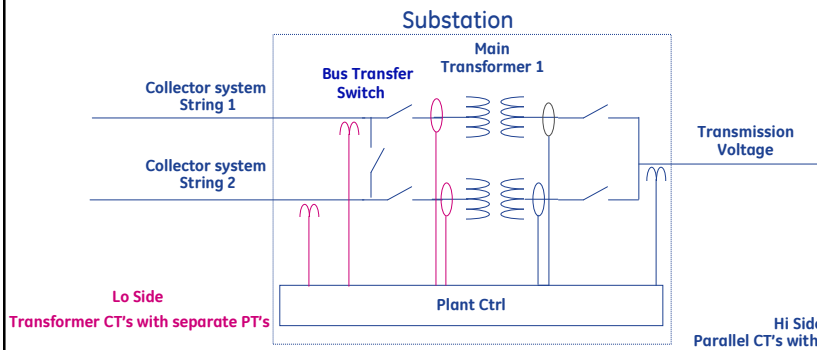 Substation
Main
Transformer 1
Bus Transfer
Switch
Collector system
String 1
Transmission
Voltage
Collector system
String 2
Plant Ctrl
Lo Side
Transformer CT's with separate PT's
Hi Sid
Parallel CT's with